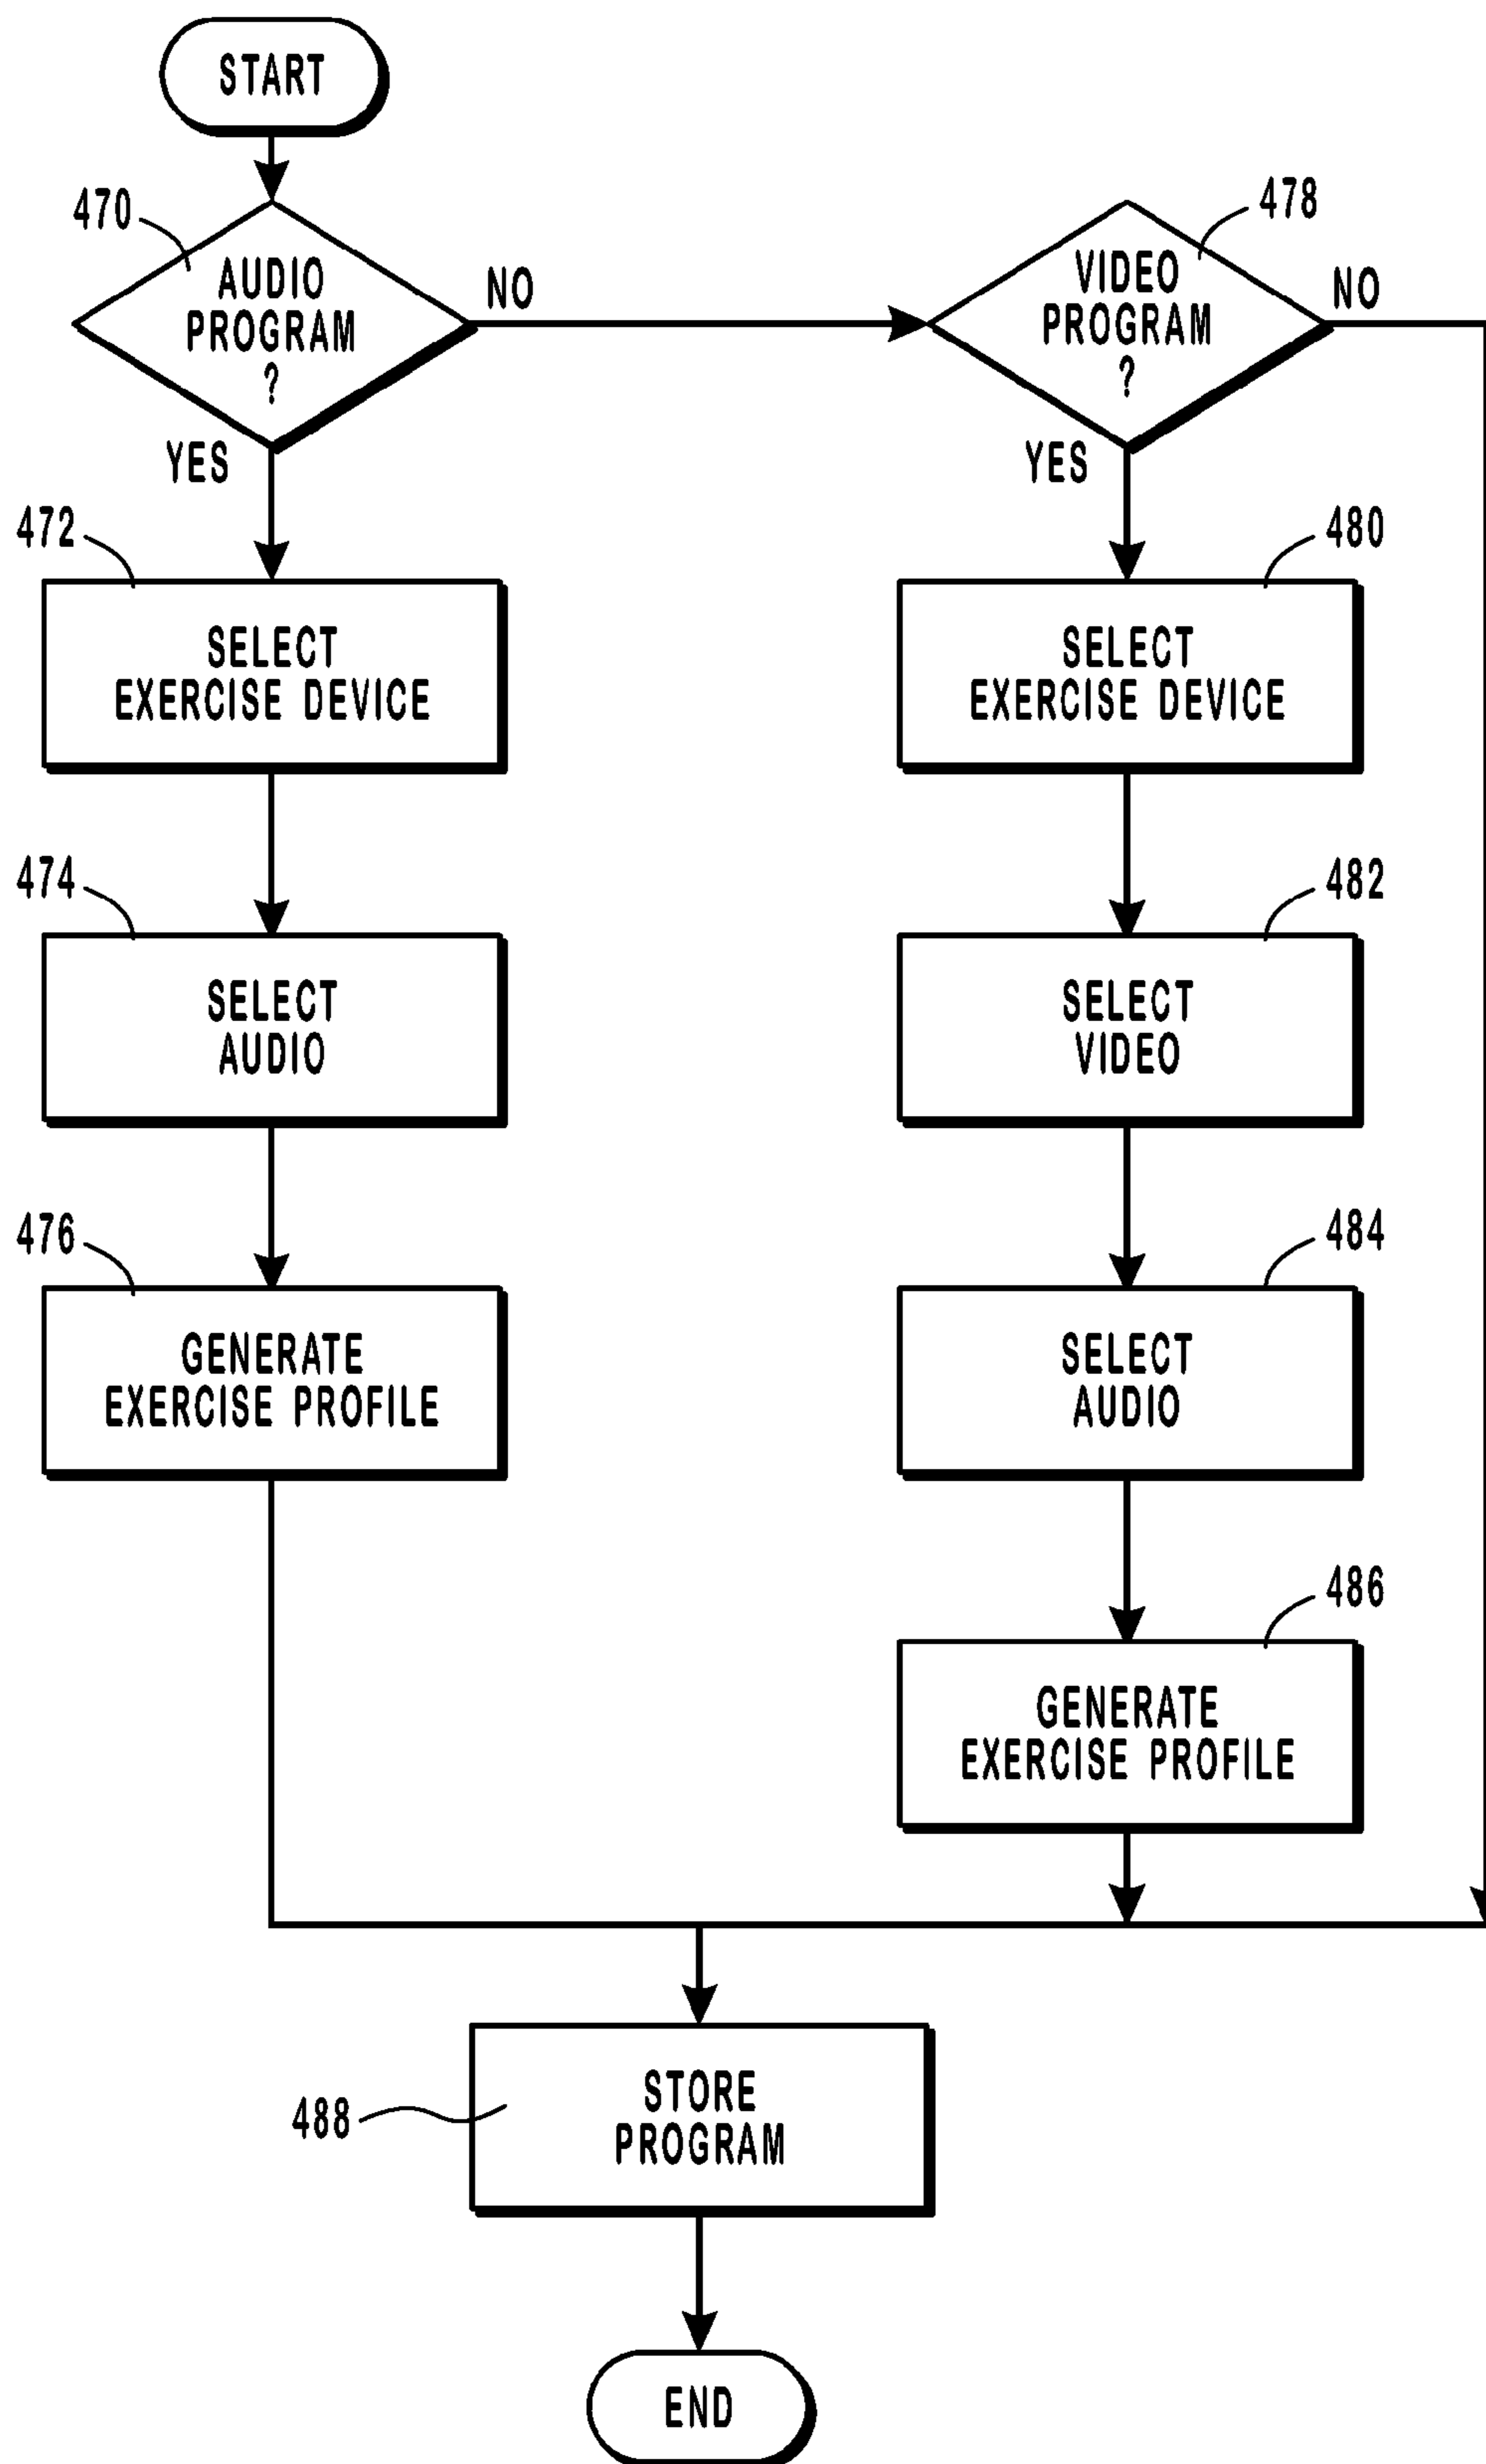 START
470
AUDIO
PROGRAM
?
NO
YES
478
VIDEO
PROGRAM
?
NO
YES
472
SELECT
EXERCISE DEVICE
480
SELECT
EXERCISE DEVICE
474
SELECT
AUDIO
482
SELECT
VIDEO
476
GENERATE
EXERCISE PROFILE
484
SELECT
AUDIO
486
GENERATE
EXERCISE PROFILE
488
STORE
PROGRAM
END